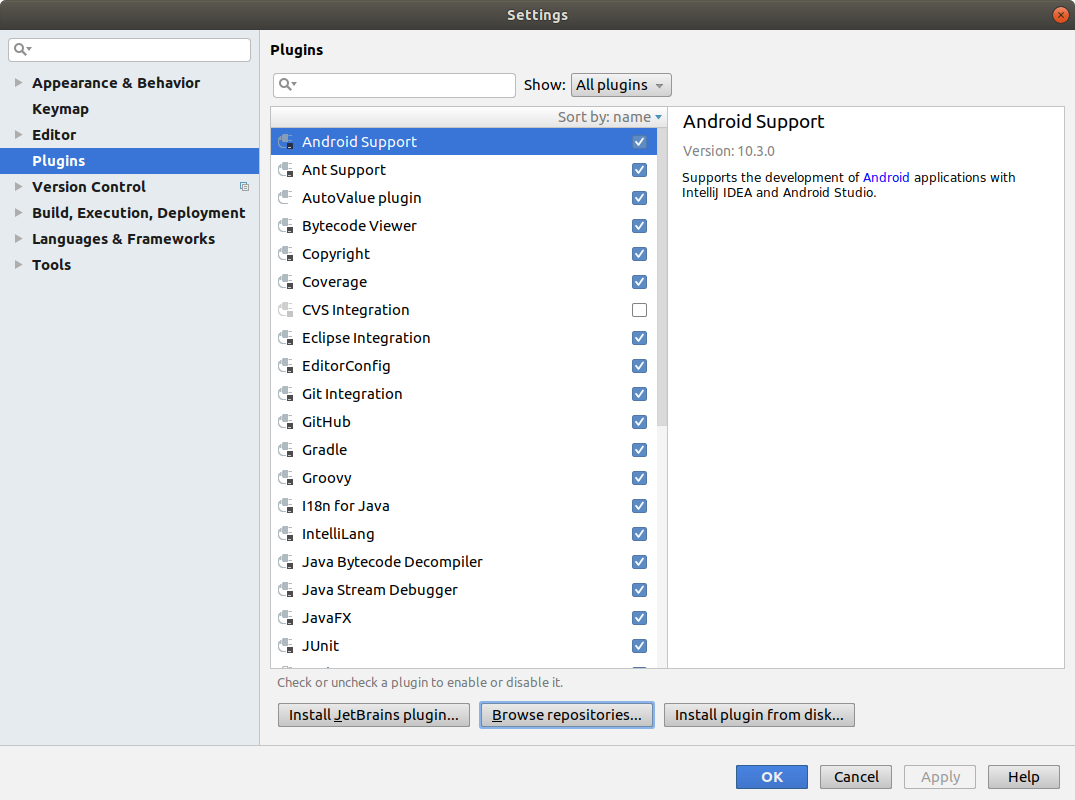 Settings
Appearance & Behavior
Keymap
Editor
Plugins
Version Control
Build, Execution, Deployment
Languages & Frameworks
Tools
Plugins
Show: All plugins
Sort by: name
Android Support
Ant Support
AutoValue plugin
Bytecode Viewer
Copyright
Coverage
CVS Integration
Eclipse Integration
EditorConfig
Git Integration
GitHub
Gradle
Groovy
I18n for Java
IntelliLang
Java Bytecode Decompiler
Java Stream Debugger
JavaFX
JUnit
Android Support
Version: 10.3.0
Supports the development of Android applications with
IntelliJ IDEA and Android Studio.
Check or uncheck a plugin to enable or disable it.
Install JetBrains plugin... Browse repositories... Install plugin from disk...
OK Cancel Apply Help